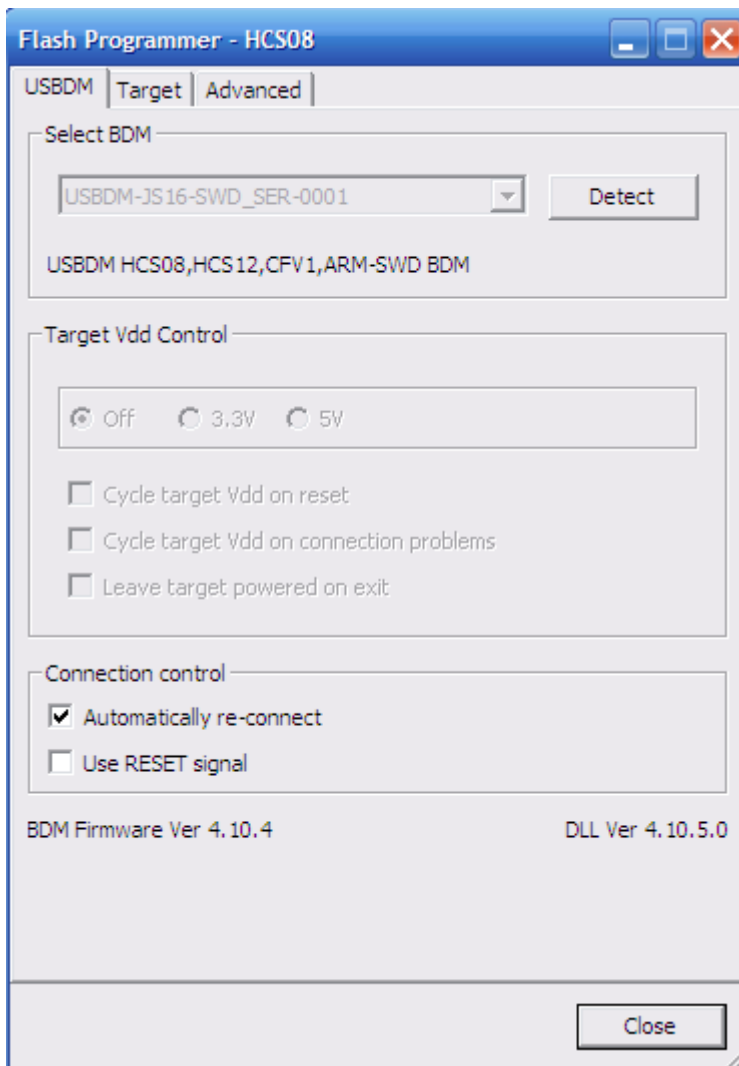 Flash Programmer - HCS08
USBDM Target Advanced
Select BDM
USBDM-JS16-SWD_SER-0001 Detect
USBDM HCS08,HCS12,CFV1,ARM-SWD BDM
Target Vdd Control
Off 3.3V 5V
Cycle target Vdd on reset
Cycle target Vdd on connection problems
Leave target powered on exit
Connection control
Automatically re-connect
Use RESET signal
BDM Firmware Ver 4.10.4 DLL Ver 4.10.5.0
Close